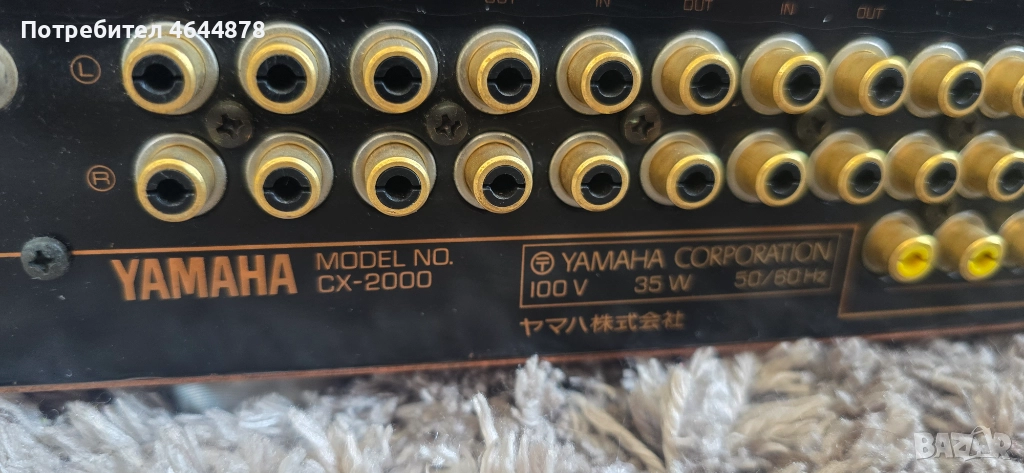 Потребител 4644878
OUT IN OUT IN OUT
L
R
YAMAHA MODEL NO. CX-2000
YAMAHA CORPORATION
100 V 35 W 50/60 Hz
ヤマハ株式会社
BAZAR